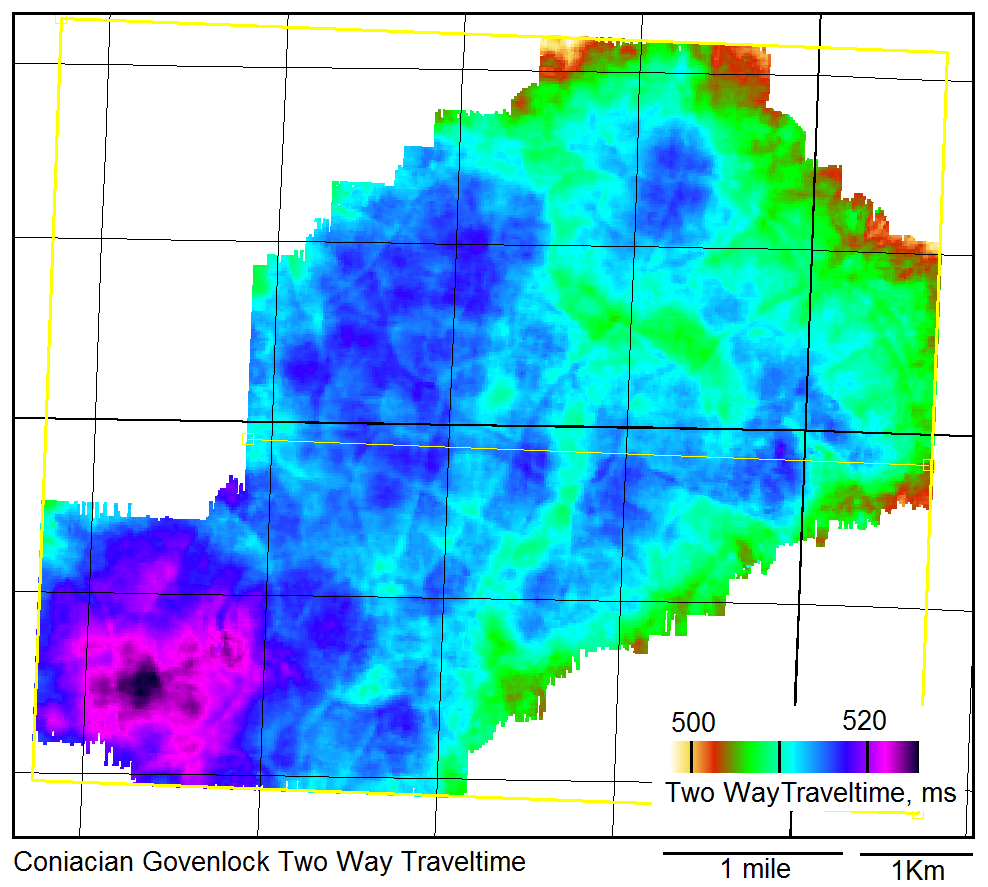 500 520
Two WayTraveltime, ms
Coniacian Govenlock Two Way Traveltime
1 mile 1Km